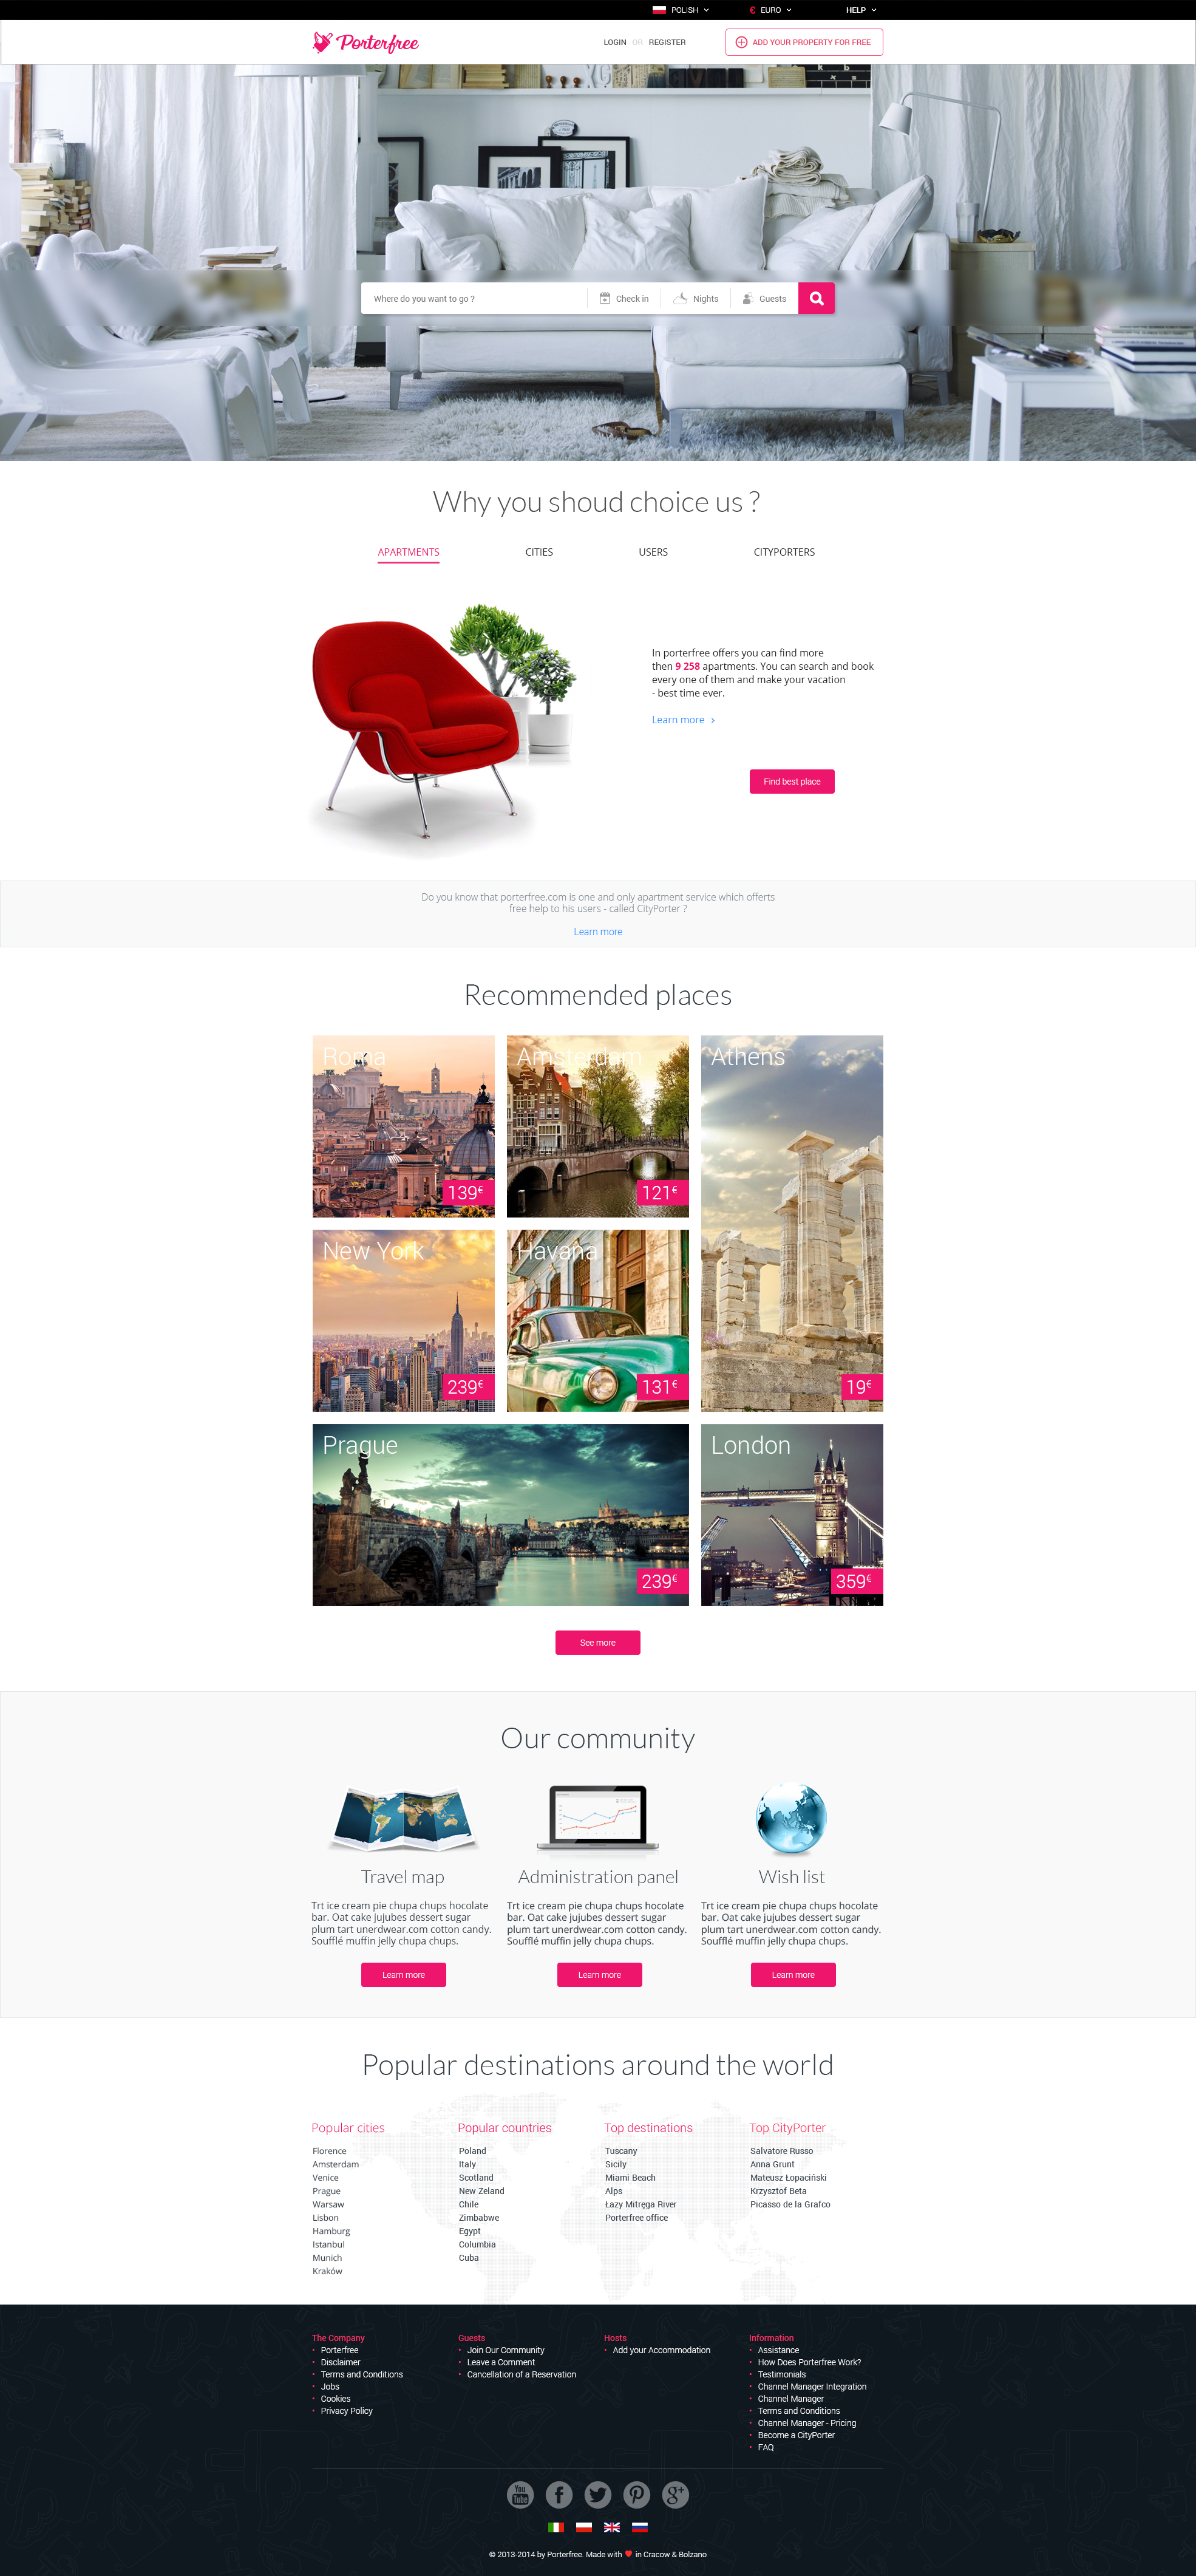 POLISH
€ EURO
HELP
Porterfree
LOGIN OR REGISTER
ADD YOUR PROPERTY FOR FREE
Where do you want to go ?
Check in
Nights
Guests
Why you shoud choice us ?
APARTMENTS
CITIES
USERS
CITYPORTERS
In porterfree offers you can find more
then 9 258 apartments. You can search and book
every one of them and make your vacation
- best time ever.
Learn more
Find best place
Do you know that porterfree.com is one and only apartment service which offerts
free help to his users - called CityPorter ?
Learn more
Recommended places
Roma
139€
Amsterdam
121€
Athens
19€
New York
239€
Havana
131€
Prague
239€
London
359€
See more
Our community
Travel map
Trt ice cream pie chupa chups hocolate
bar. Oat cake jujubes dessert sugar
plum tart unerdwear.com cotton candy.
Soufflé muffin jelly chupa chups.
Learn more
Administration panel
Trt ice cream pie chupa chups hocolate
bar. Oat cake jujubes dessert sugar
plum tart unerdwear.com cotton candy.
Soufflé muffin jelly chupa chups.
Learn more
Wish list
Trt ice cream pie chupa chups hocolate
bar. Oat cake jujubes dessert sugar
plum tart unerdwear.com cotton candy.
Soufflé muffin jelly chupa chups.
Learn more
Popular destinations around the world
Popular cities
Florence
Amsterdam
Venice
Prague
Warsaw
Lisbon
Hamburg
Istanbul
Munich
Kraków
Popular countries
Poland
Italy
Scotland
New Zeland
Chile
Zimbabwe
Egypt
Columbia
Cuba
Top destinations
Tuscany
Sicily
Miami Beach
Alps
Łazy Mitręga River
Porterfree office
Top CityPorter
Salvatore Russo
Anna Grunt
Mateusz Łopaciński
Krzysztof Beta
Picasso de la Grafco
The Company
• Porterfree
• Disclaimer
• Terms and Conditions
• Jobs
• Cookies
• Privacy Policy
Guests
• Join Our Community
• Leave a Comment
• Cancellation of a Reservation
Hosts
• Add your Accommodation
Information
• Assistance
• How Does Porterfree Work?
• Testimonials
• Channel Manager Integration
• Channel Manager
• Terms and Conditions
• Channel Manager - Pricing
• Become a CityPorter
• FAQ
You Tube
© 2013-2014 by Porterfree. Made with ♥ in Cracow & Bolzano